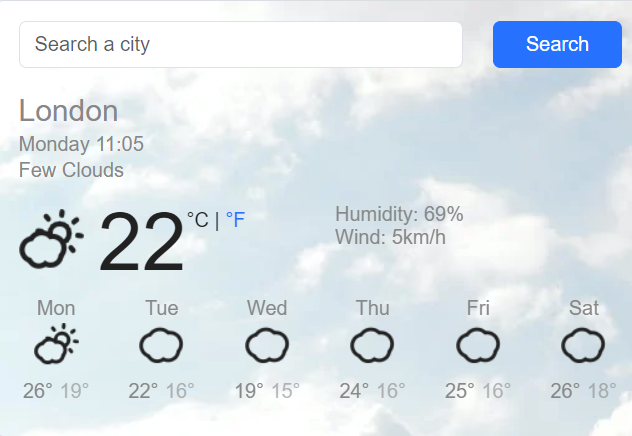 Search a city
Search
London
Monday 11:05
Few Clouds
22 °C | °F
Humidity: 69%
Wind: 5km/h
Mon Tue Wed Thu Fri Sat
26° 19° 22° 16° 19° 15° 24° 16° 25° 16° 26° 18°